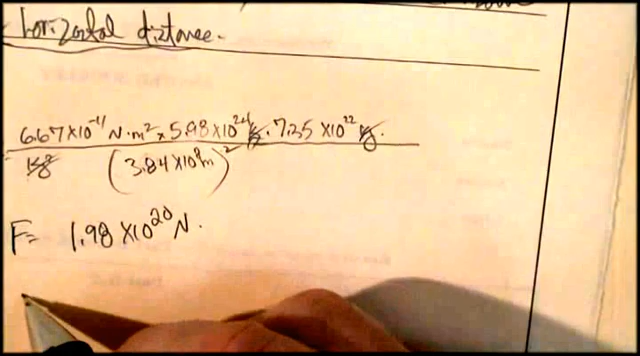 horizontal distance.
6.67×10⁻¹¹ N·m² × 5.98×10²⁴ kg · 7.35×10²² kg.
kg² (3.84×10⁸m)²
F= 1.98×10²⁰ N.